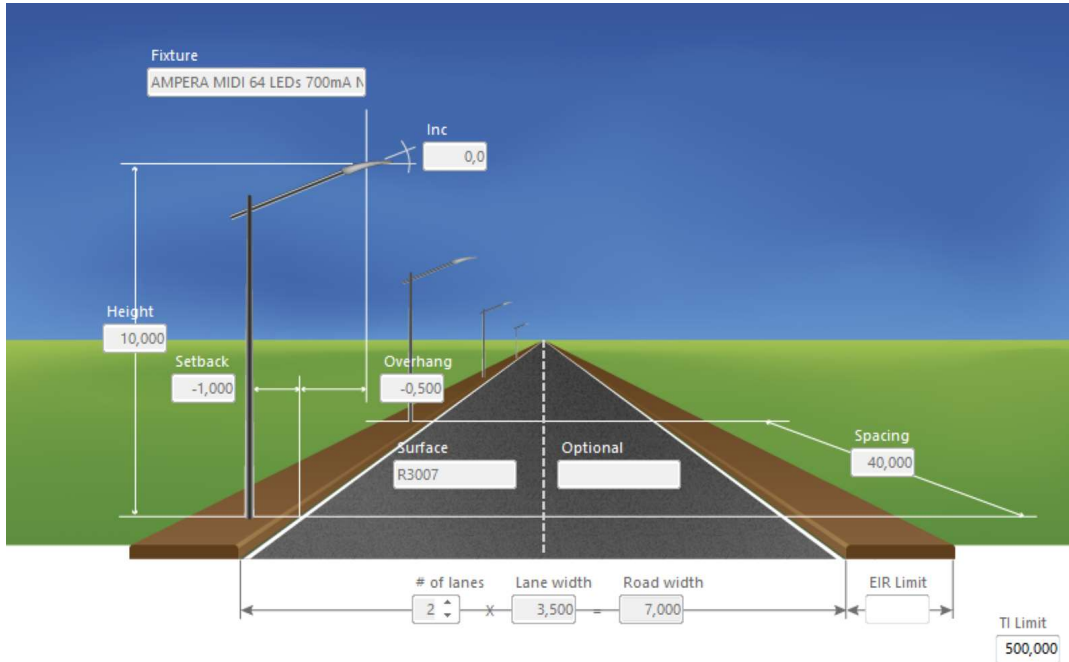 Fixture
AMPERA MIDI 64 LEDs 700mA N
Inc
0,0
Height
10,000
Setback
-1,000
Overhang
-0,500
Surface
R3007
Optional
Spacing
40,000
# of lanes Lane width Road width EIR Limit
2 X 3,500 = 7,000
TI Limit
500,000